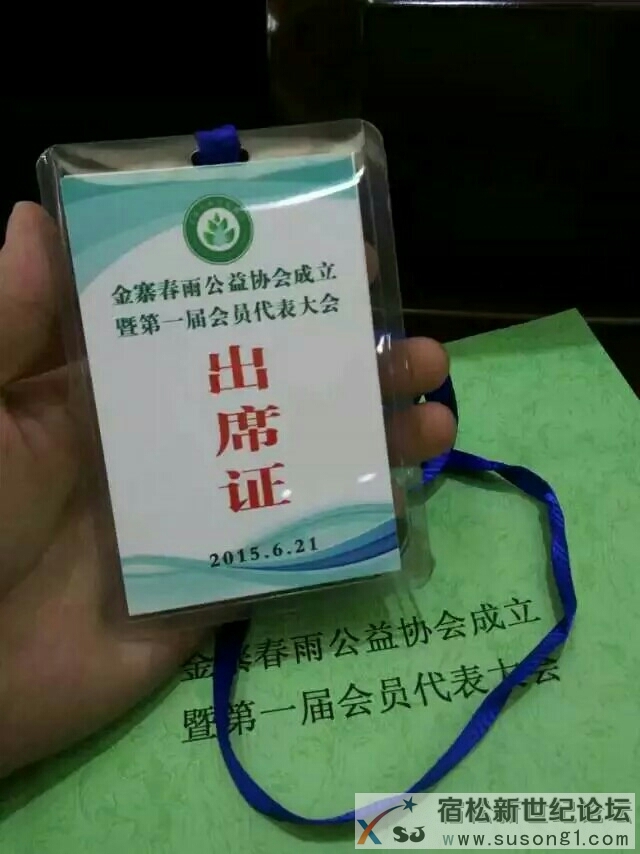 金寨春雨公益协会成立
暨第一届会员代表大会
出
席
证
2015.6.21
金寨春雨公益协会成立
暨第一届会员代表大会
XSJ
宿松新世纪论坛
www.susong1.com